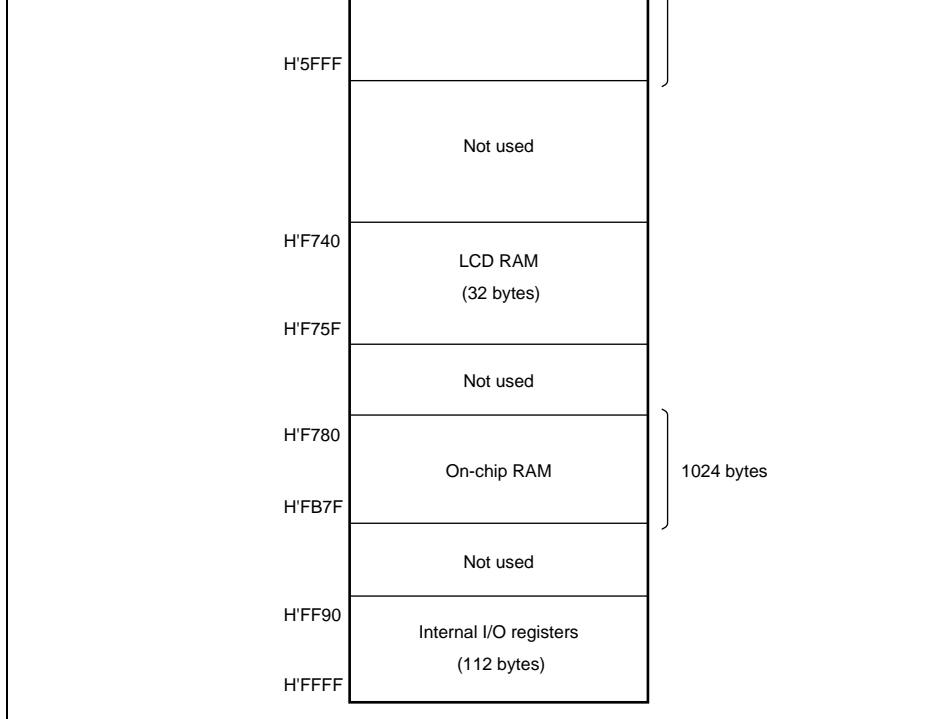 H'5FFF
Not used
H'F740
LCD RAM
(32 bytes)
H'F75F
Not used
H'F780
On-chip RAM
1024 bytes
H'FB7F
Not used
H'FF90
Internal I/O registers
(112 bytes)
H'FFFF